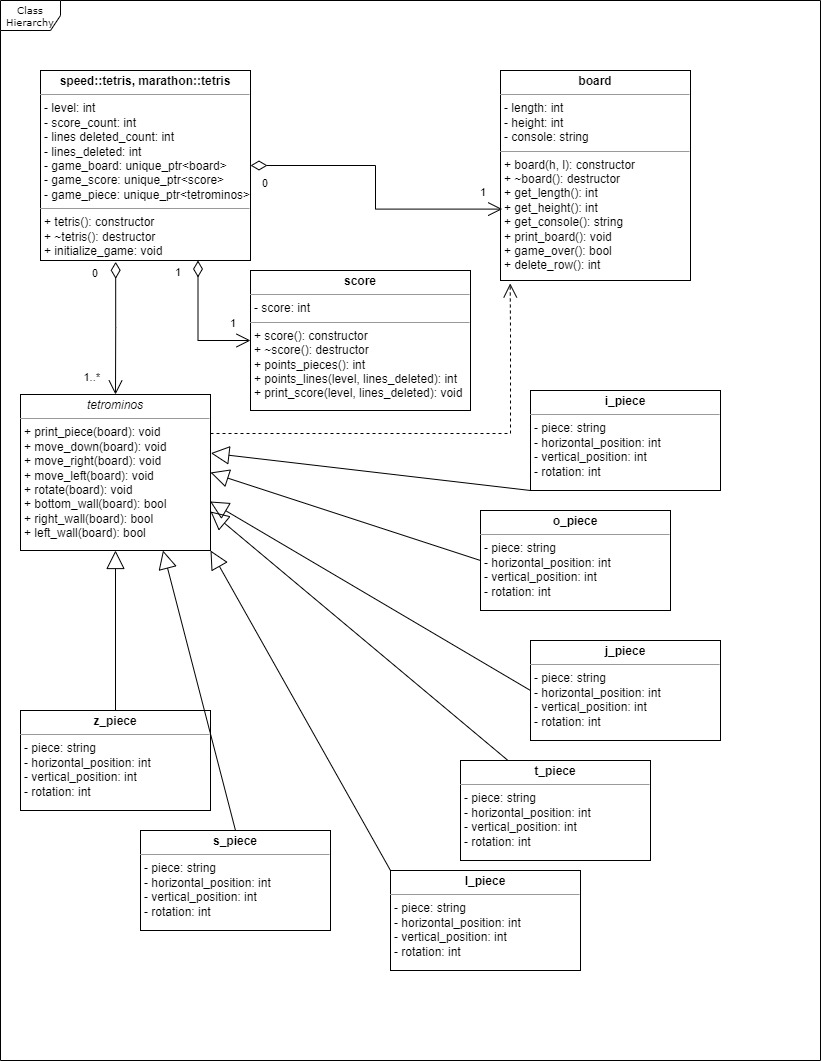 Class
Hierarchy
speed::tetris, marathon::tetris
- level: int
- score_count: int
- lines deleted_count: int
- lines_deleted: int
- game_board: unique_ptr<board>
- game_score: unique_ptr<score>
- game_piece: unique_ptr<tetrominos>
+ tetris(): constructor
+ ~tetris(): destructor
+ initialize_game: void
0
1
board
- length: int
- height: int
- console: string
+ board(h, l): constructor
+ ~board(): destructor
+ get_length(): int
+ get_height(): int
+ get_console(): string
+ print_board(): void
+ game_over(): bool
+ delete_row(): int
0
1
1
1..*
score
- score: int
+ score(): constructor
+ ~score(): destructor
+ points_pieces(): int
+ points_lines(level, lines_deleted): int
+ print_score(level, lines_deleted): void
tetrominos
+ print_piece(board): void
+ move_down(board): void
+ move_right(board): void
+ move_left(board): void
+ rotate(board): void
+ bottom_wall(board): bool
+ right_wall(board): bool
+ left_wall(board): bool
i_piece
- piece: string
- horizontal_position: int
- vertical_position: int
- rotation: int
o_piece
- piece: string
- horizontal_position: int
- vertical_position: int
- rotation: int
j_piece
- piece: string
- horizontal_position: int
- vertical_position: int
- rotation: int
z_piece
- piece: string
- horizontal_position: int
- vertical_position: int
- rotation: int
t_piece
- piece: string
- horizontal_position: int
- vertical_position: int
- rotation: int
s_piece
- piece: string
- horizontal_position: int
- vertical_position: int
- rotation: int
l_piece
- piece: string
- horizontal_position: int
- vertical_position: int
- rotation: int